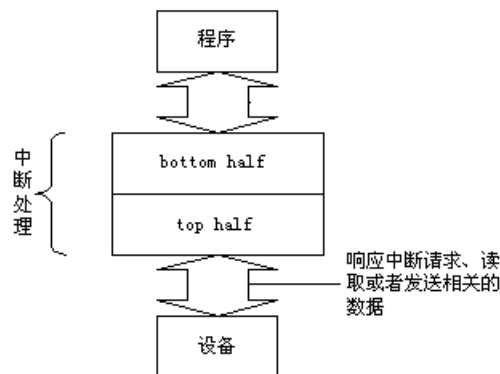 程序
中断处理
bottom half
top half
响应中断请求、读
取或者发送相关的
数据
设备